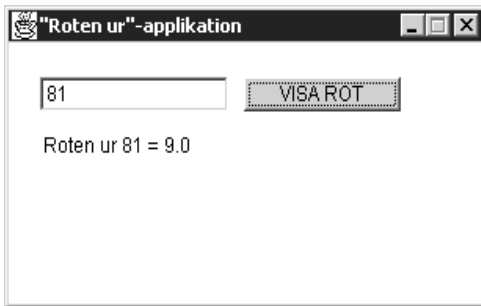 "Roten ur"-applikation
81
VISA ROT
Roten ur 81 = 9.0